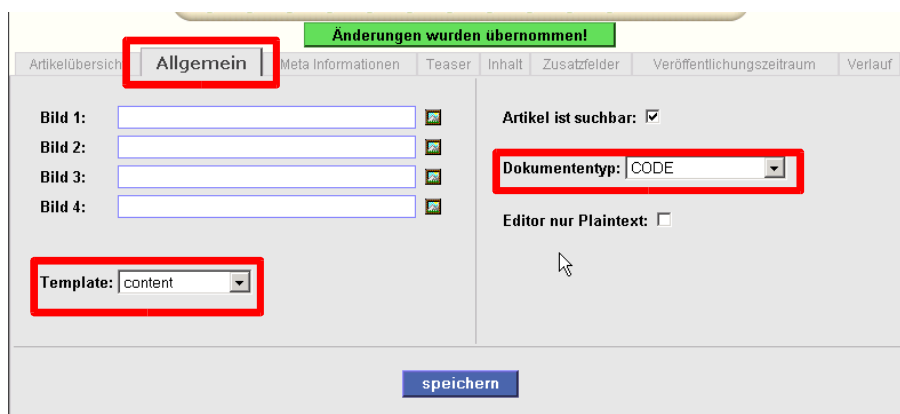 Änderungen wurden übernommen!
Artikelübersich Allgemein Meta Informationen Teaser Inhalt Zusatzfelder Veröffentlichungszeitraum Verlauf
Bild 1: Artikel ist suchbar:
Bild 2:
Bild 3: Dokumententyp: CODE
Bild 4: Editor nur Plaintext:
Template: content
speichern